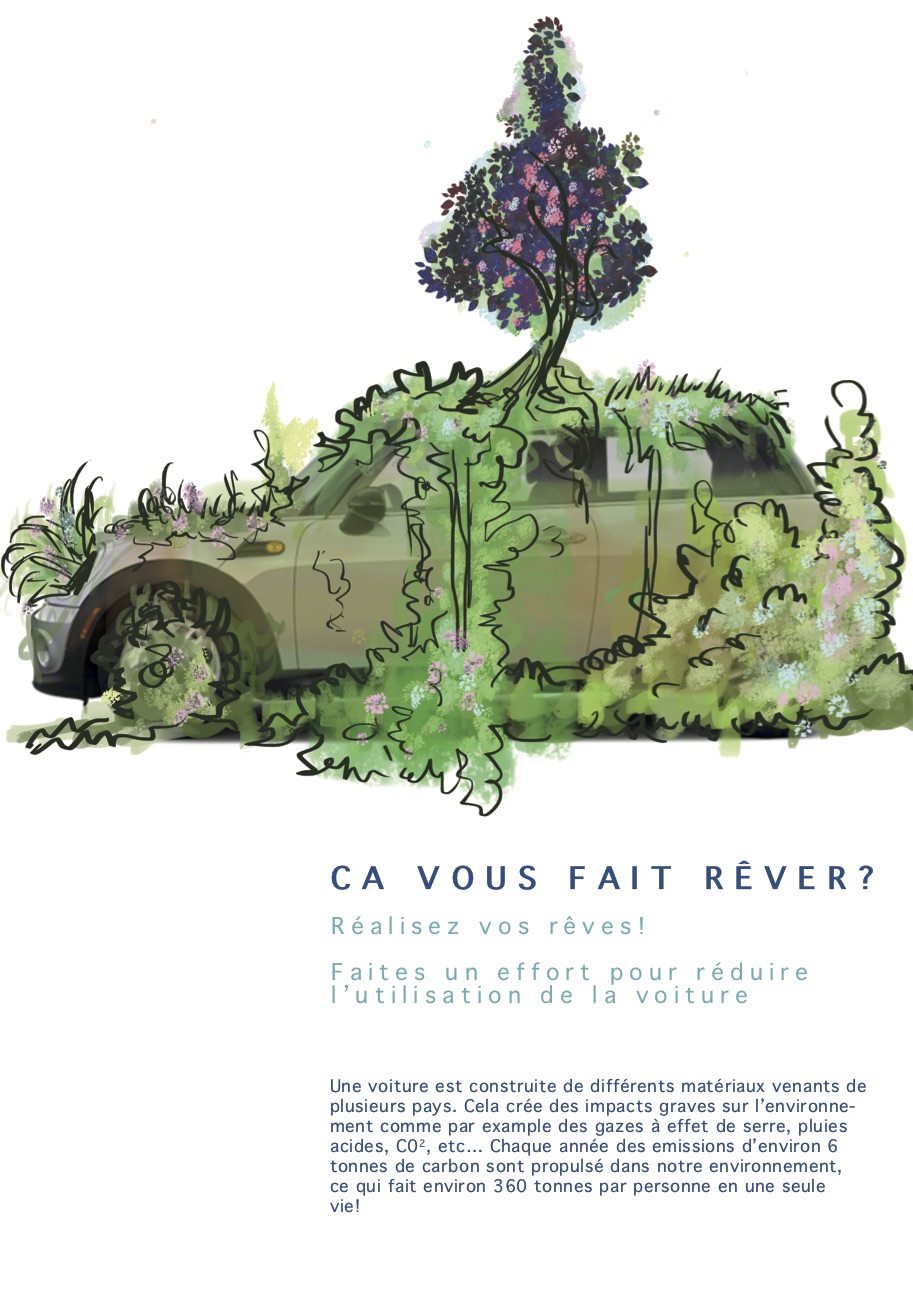 CA VOUS FAIT RÊVER?
Réalisez vos rêves!
Faites un effort pour réduire
l'utilisation de la voiture
Une voiture est construite de différents matériaux venants de
plusieurs pays. Cela crée des impacts graves sur l'environne-
ment comme par example des gazes à effet de serre, pluies
acides, CO², etc... Chaque année des emissions d'environ 6
tonnes de carbon sont propulsé dans notre environnement,
ce qui fait environ 360 tonnes par personne en une seule
vie!